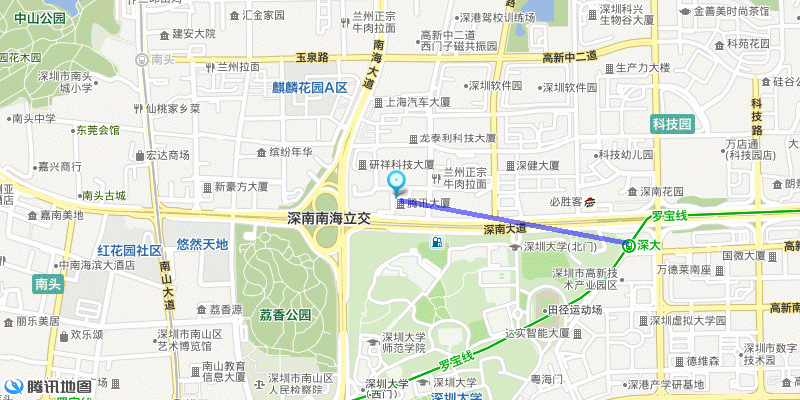 中山公园
汇金家园
牛肉拉面
兰州正宗
深港驾校训练场
深圳科兴
生物谷大厦
金善美时尚茶馆
建安大院
南海大道
高新中二道
西门子磁共振园
科苑花园
花园木园
南头
兰州拉面
玉泉路
高新中二道
深圳市南头
城小学
麒麟花园A区
深圳软件园
生产力大楼
硅谷
仙桃家乡菜
上海汽车大厦
深圳软件园
南头中学
东莞会馆
龙泰利科技大厦
科技园
科技路
嘉兴商行
宏达商场
缤纷年华
研祥科技大厦
兰州正宗
牛肉拉面
深健大厦
科技幼儿园
万店通
(科技园店)
南头古城
新豪方大厦
深南花园
嘉南美地
深南南海立交
腾讯大厦
必胜客
罗宝线
红花园社区
悠然天地
深南大道
深圳大学(北门)
深大
国微大厦
中南海滨大酒店
南山大道
深圳市高新技
术产业园区
万德莱南座
南头
荔香公园
荔香源
田径运动场
高新南
丽乐美居
欢乐颂
深圳市南山区
艺术博物馆
深圳大学
师范学院
罗宝线
达实智能大厦
深圳虚拟大学园
南山教育
信息大厦
深圳市南山区
人民检察院
粤海门
德维森
深圳市数字
技术园
腾讯地图
罗宝线
深圳大学
(西门)
深圳大学
深港产学研基地